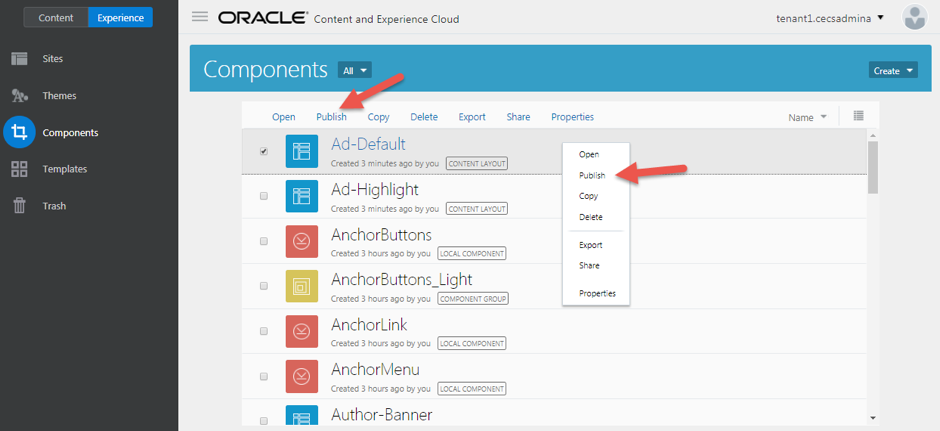 Content Experience
ORACLE® Content and Experience Cloud
tenant1.cecsadmina
Sites
Themes
Components
Templates
Trash
Components All
Create
Open Publish Copy Delete Export Share Properties
Name
Ad-Default
Created 3 minutes ago by you CONTENT LAYOUT
Ad-Highlight
Created 3 minutes ago by you CONTENT LAYOUT
AnchorButtons
Created 3 hours ago by you LOCAL COMPONENT
AnchorButtons_Light
Created 3 hours ago by you COMPONENT GROUP
AnchorLink
Created 3 hours ago by you LOCAL COMPONENT
AnchorMenu
Created 3 hours ago by you LOCAL COMPONENT
Author-Banner
Open
Publish
Copy
Delete
Export
Share
Properties